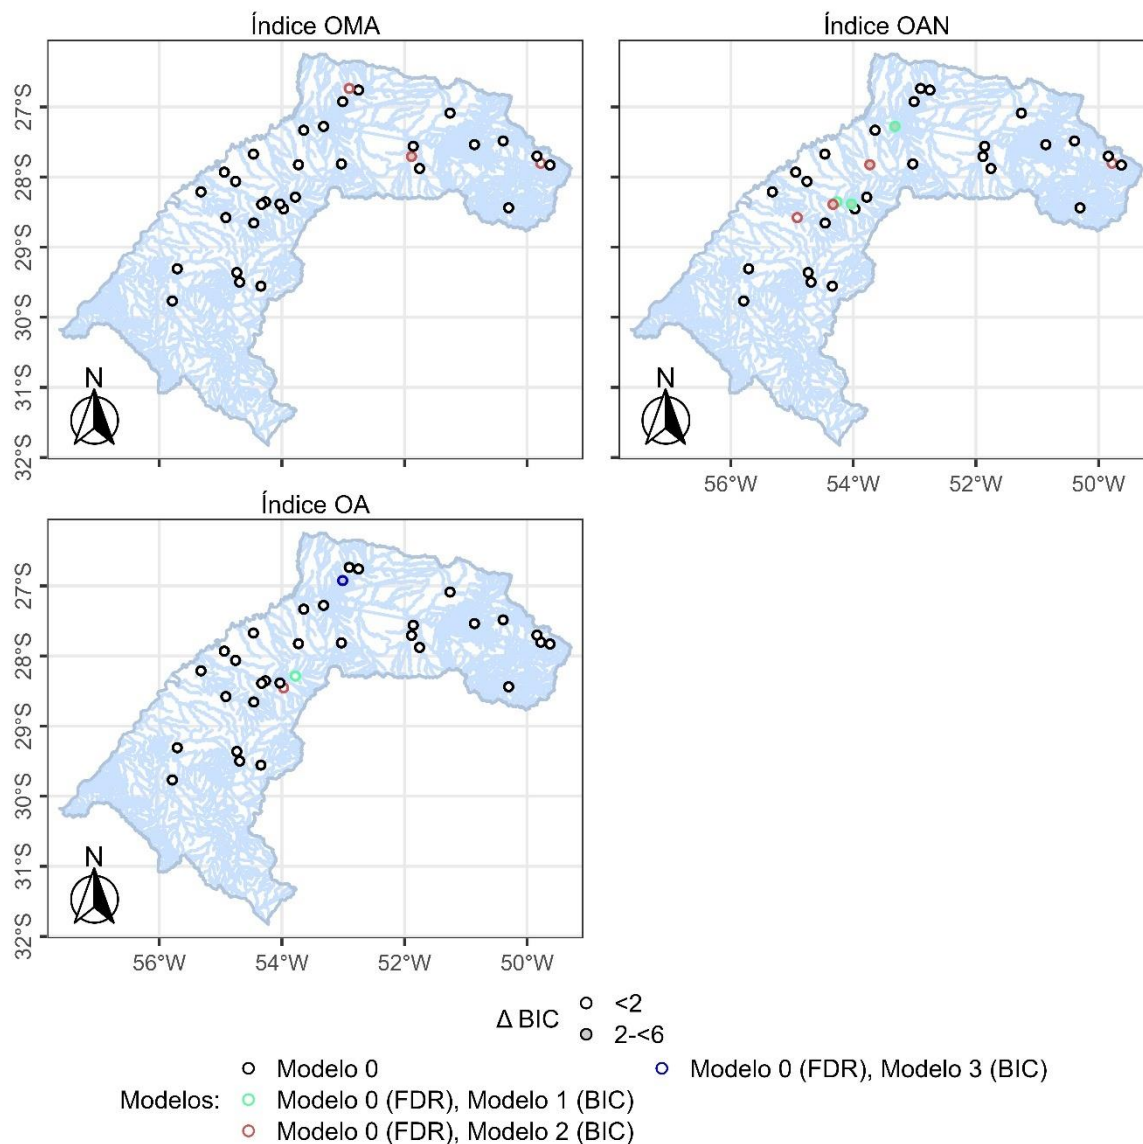 Índice OMA
Índice OAN
27°S
28°S
29°S
30°S
31°S
32°S
N
N
56°W 54°W 52°W 50°W
Índice OA
27°S
28°S
29°S
30°S
31°S
32°S
N
56°W 54°W 52°W 50°W
Δ BIC
<2
2-<6
Modelos:
Modelo 0
Modelo 0 (FDR), Modelo 1 (BIC)
Modelo 0 (FDR), Modelo 2 (BIC)
Modelo 0 (FDR), Modelo 3 (BIC)